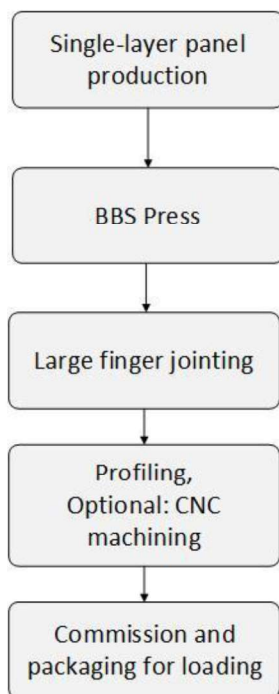 Single-layer panel
production
BBS Press
Large finger jointing
Profiling,
Optional: CNC
machining
Commission and
packaging for loading